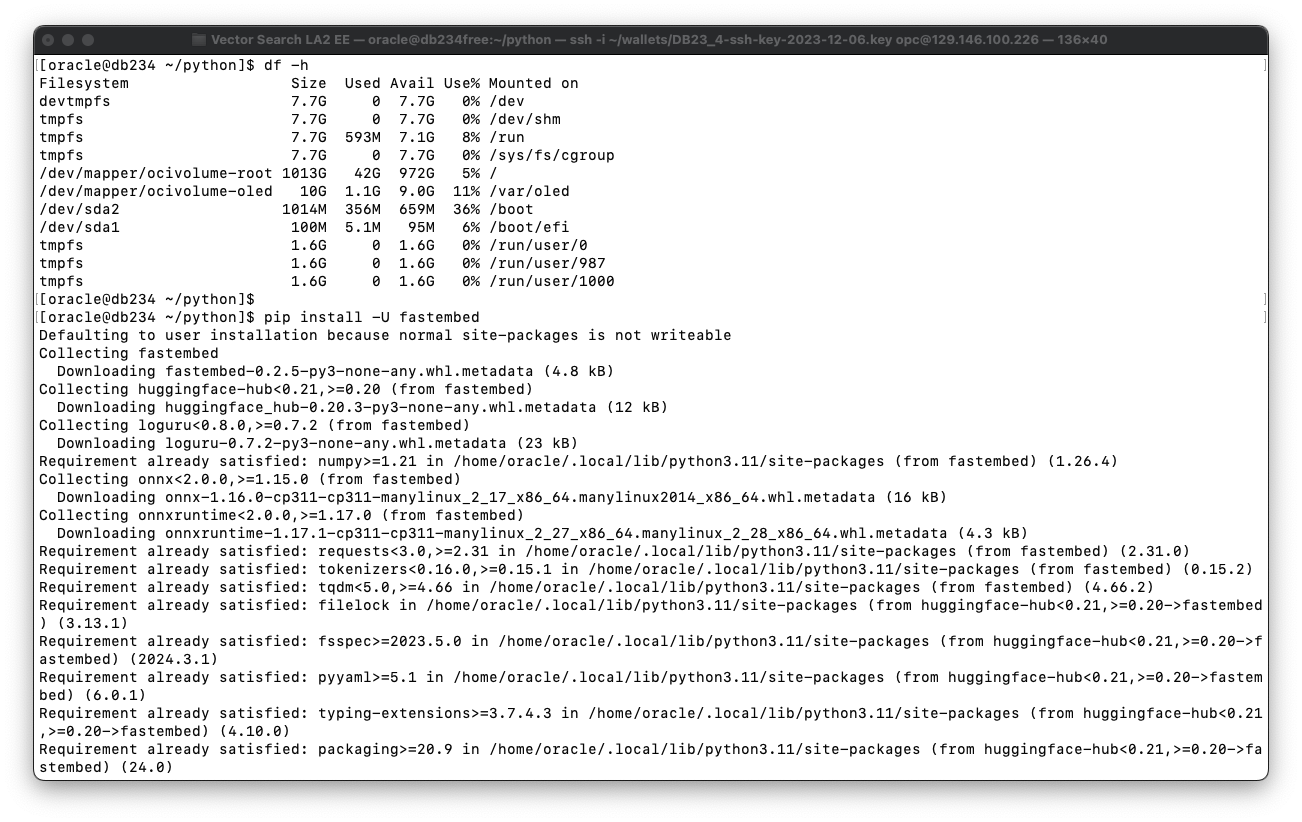 Vector Search LA2 EE — oracle@db234free:~/python — ssh -i ~/wallets/DB23_4-ssh-key-2023-12-06.key opc@129.146.100.226 — 136×40
[[oracle@db234 ~/python]$ df -h ]
Filesystem                  Size  Used Avail Use% Mounted on
devtmpfs                    7.7G     0  7.7G   0% /dev
tmpfs                       7.7G     0  7.7G   0% /dev/shm
tmpfs                       7.7G  593M  7.1G   8% /run
tmpfs                       7.7G     0  7.7G   0% /sys/fs/cgroup
/dev/mapper/ocivolume-root 1013G   42G  972G   5% /
/dev/mapper/ocivolume-oled   10G  1.1G  9.0G  11% /var/oled
/dev/sda2                  1014M  356M  659M  36% /boot
/dev/sda1                   100M  5.1M   95M   6% /boot/efi
tmpfs                       1.6G     0  1.6G   0% /run/user/0
tmpfs                       1.6G     0  1.6G   0% /run/user/987
tmpfs                       1.6G     0  1.6G   0% /run/user/1000
[[oracle@db234 ~/python]$ ]
[[oracle@db234 ~/python]$ pip install -U fastembed ]
Defaulting to user installation because normal site-packages is not writeable
Collecting fastembed
  Downloading fastembed-0.2.5-py3-none-any.whl.metadata (4.8 kB)
Collecting huggingface-hub<0.21,>=0.20 (from fastembed)
  Downloading huggingface_hub-0.20.3-py3-none-any.whl.metadata (12 kB)
Collecting loguru<0.8.0,>=0.7.2 (from fastembed)
  Downloading loguru-0.7.2-py3-none-any.whl.metadata (23 kB)
Requirement already satisfied: numpy>=1.21 in /home/oracle/.local/lib/python3.11/site-packages (from fastembed) (1.26.4)
Collecting onnx<2.0.0,>=1.15.0 (from fastembed)
  Downloading onnx-1.16.0-cp311-cp311-manylinux_2_17_x86_64.manylinux2014_x86_64.whl.metadata (16 kB)
Collecting onnxruntime<2.0.0,>=1.17.0 (from fastembed)
  Downloading onnxruntime-1.17.1-cp311-cp311-manylinux_2_27_x86_64.manylinux_2_28_x86_64.whl.metadata (4.3 kB)
Requirement already satisfied: requests<3.0,>=2.31 in /home/oracle/.local/lib/python3.11/site-packages (from fastembed) (2.31.0)
Requirement already satisfied: tokenizers<0.16.0,>=0.15.1 in /home/oracle/.local/lib/python3.11/site-packages (from fastembed) (0.15.2)
Requirement already satisfied: tqdm<5.0,>=4.66 in /home/oracle/.local/lib/python3.11/site-packages (from fastembed) (4.66.2)
Requirement already satisfied: filelock in /home/oracle/.local/lib/python3.11/site-packages (from huggingface-hub<0.21,>=0.20->fastembed
) (3.13.1)
Requirement already satisfied: fsspec>=2023.5.0 in /home/oracle/.local/lib/python3.11/site-packages (from huggingface-hub<0.21,>=0.20->f
astembed) (2024.3.1)
Requirement already satisfied: pyyaml>=5.1 in /home/oracle/.local/lib/python3.11/site-packages (from huggingface-hub<0.21,>=0.20->fastem
bed) (6.0.1)
Requirement already satisfied: typing-extensions>=3.7.4.3 in /home/oracle/.local/lib/python3.11/site-packages (from huggingface-hub<0.21
,>=0.20->fastembed) (4.10.0)
Requirement already satisfied: packaging>=20.9 in /home/oracle/.local/lib/python3.11/site-packages (from huggingface-hub<0.21,>=0.20->fa
stembed) (24.0)